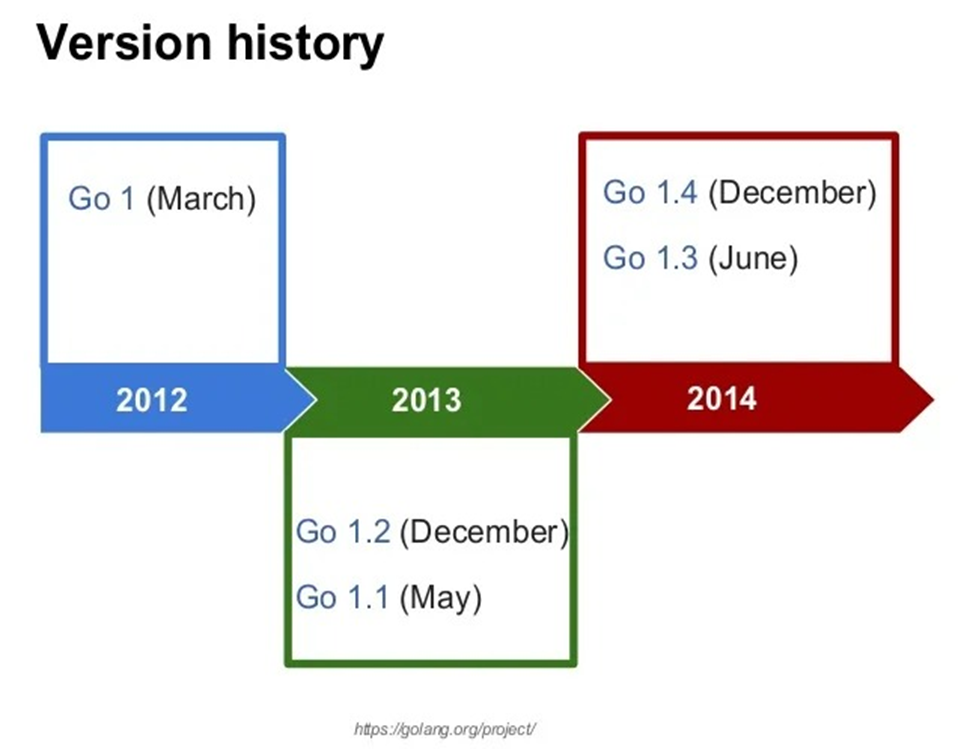 Version history
Go 1 (March)
Go 1.4 (December)
Go 1.3 (June)
2012
2013
2014
Go 1.2 (December)
Go 1.1 (May)
https://golang.org/project/